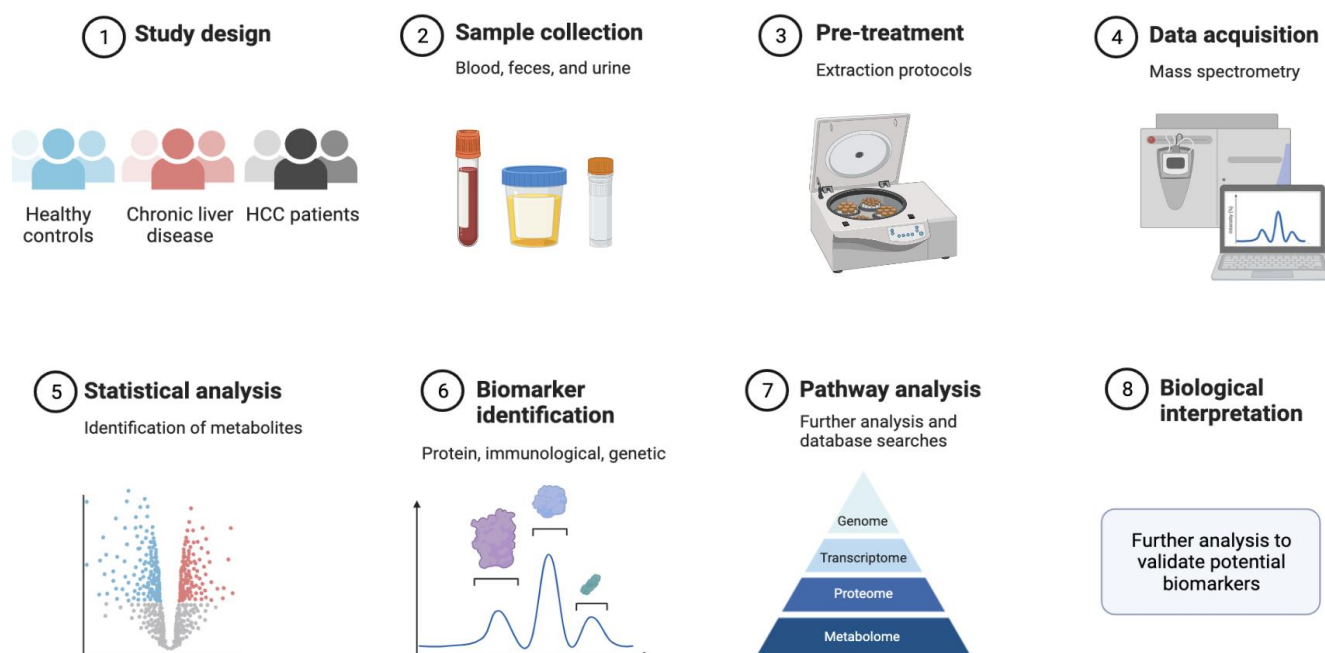 1 Study design
Healthy
controls
Chronic liver
disease
HCC patients
2 Sample collection
Blood, feces, and urine
3 Pre-treatment
Extraction protocols
4 Data acquisition
Mass spectrometry
Intensity (%)
5 Statistical analysis
Identification of metabolites
6 Biomarker
identification
Protein, immunological, genetic
7 Pathway analysis
Further analysis and
database searches
Genome
Transcriptome
Proteome
Metabolome
8 Biological
interpretation
Further analysis to
validate potential
biomarkers